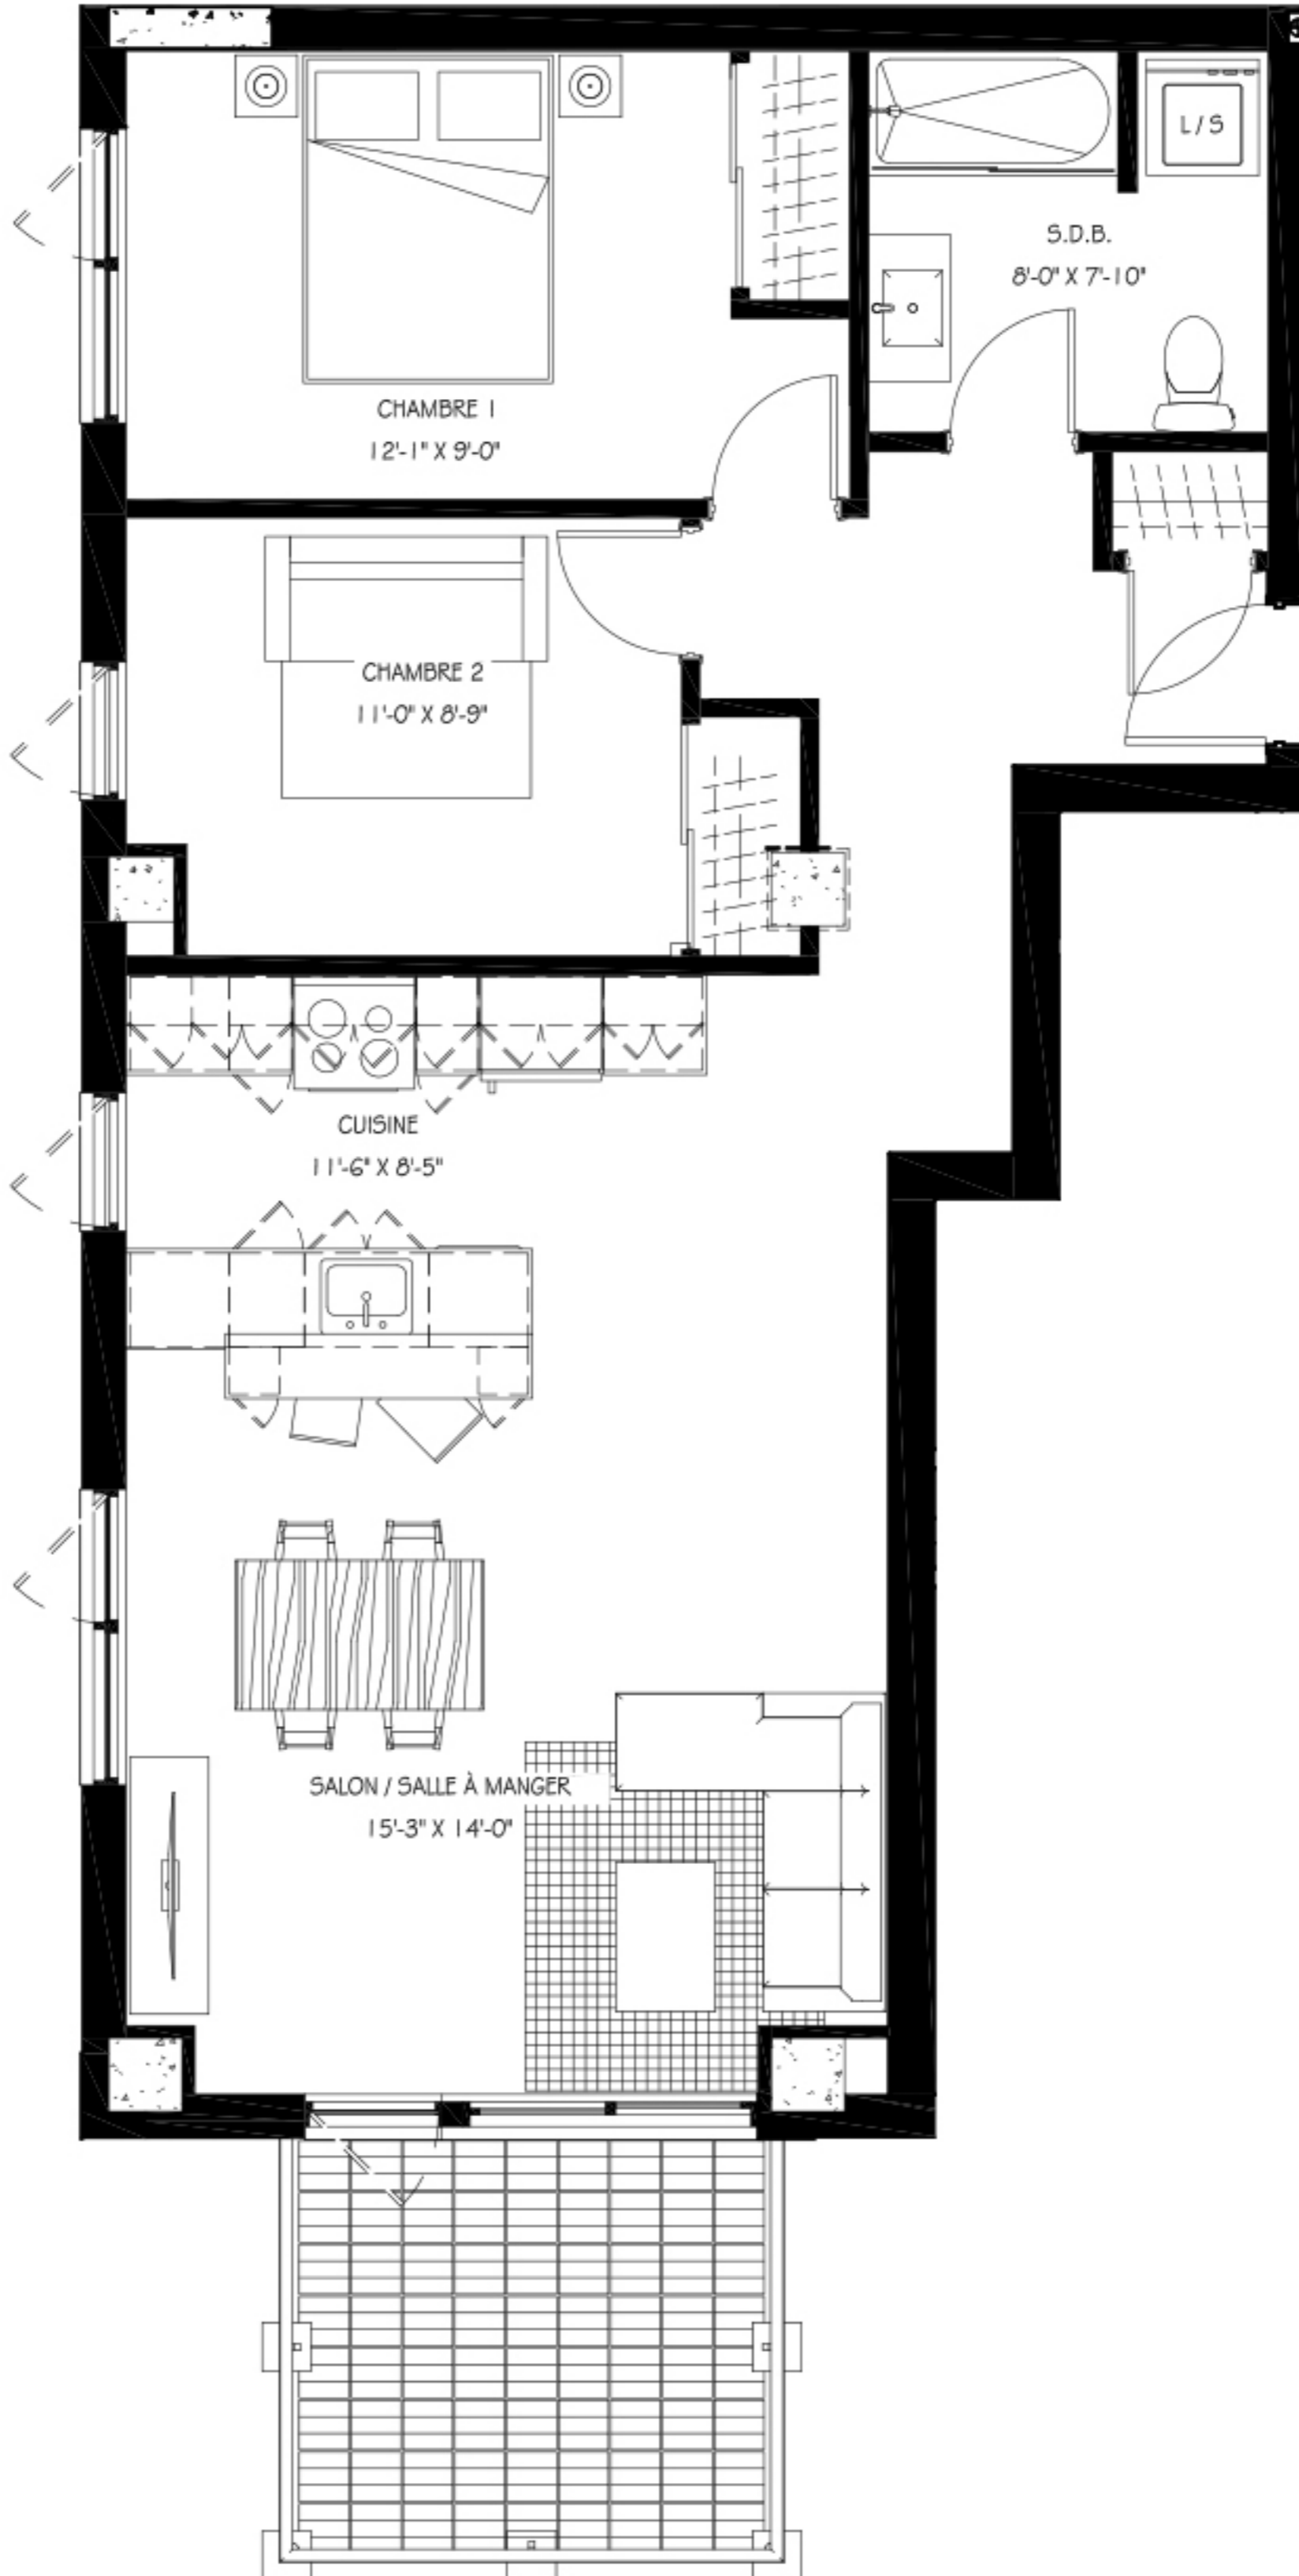 L / S
S.D.B.
8'-0" X 7'-10"
CHAMBRE 1
12'-1" X 9'-0"
CHAMBRE 2
11'-0" X 8'-9"
CUISINE
11'-6" X 8'-5"
SALON / SALLE À MANGER
15'-3" X 14'-0"